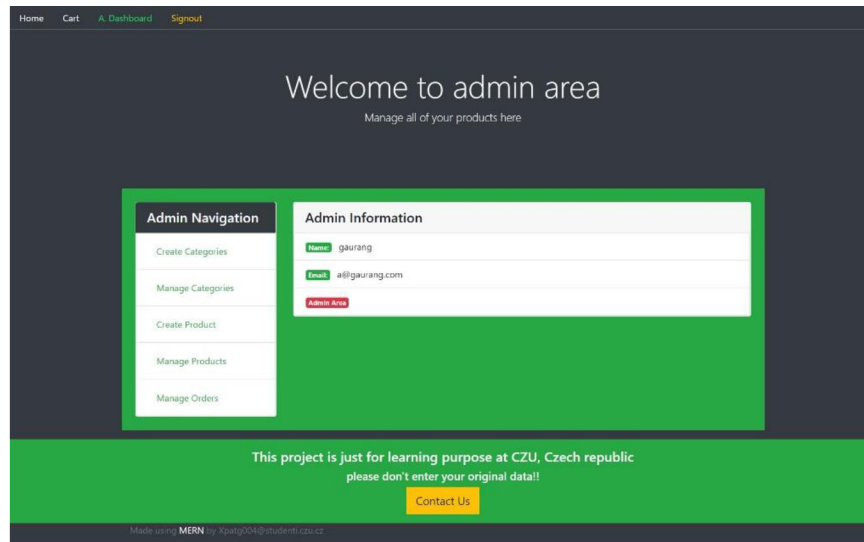 Home Cart A. Dashboard Signout
Welcome to admin area
Manage all of your products here
Admin Navigation
Create Categories
Manage Categories
Create Product
Manage Products
Manage Orders
Admin Information
Name: gaurang
Email: a@gaurang.com
Admin Area
This project is just for learning purpose at CZU, Czech republic
please don't enter your original data!!
Contact Us
Made using MERN by Xpatg004@studenti.czu.cz